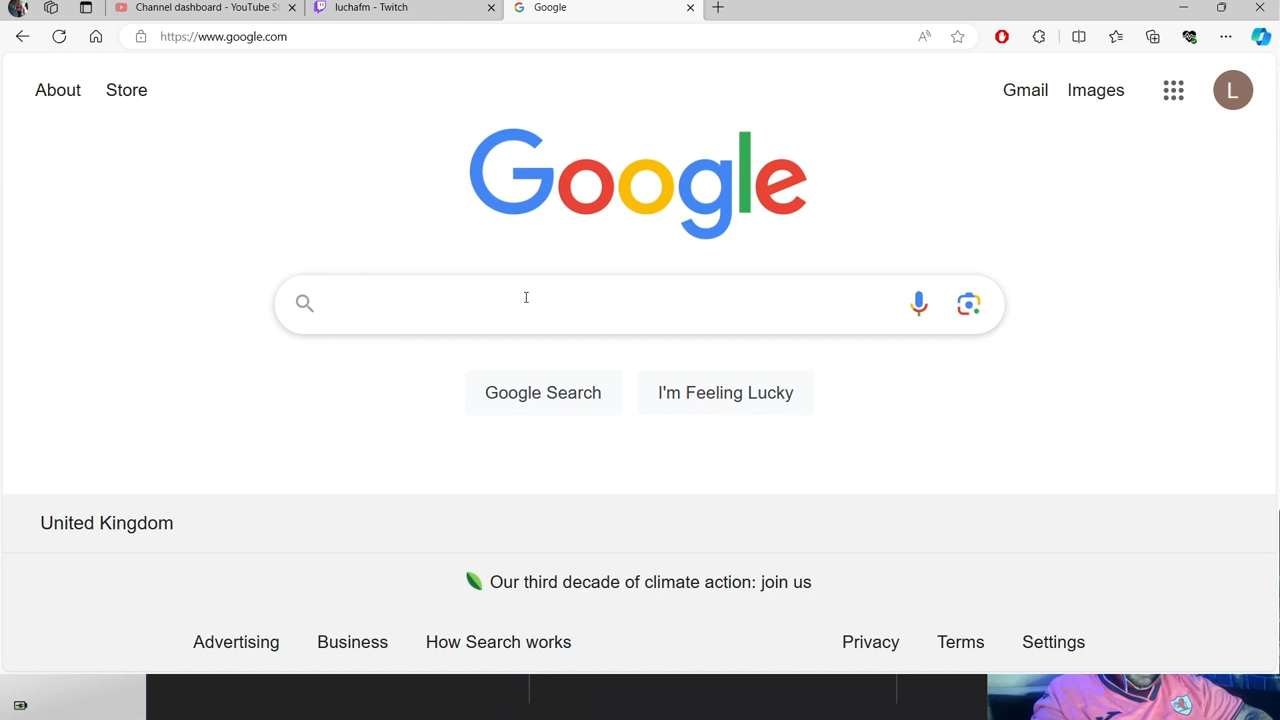 Channel dashboard - YouTube S
luchafm - Twitch
Google
https://www.google.com
About
Store
Gmail
Images
L
Google
Google Search
I'm Feeling Lucky
United Kingdom
Our third decade of climate action: join us
Advertising
Business
How Search works
Privacy
Terms
Settings